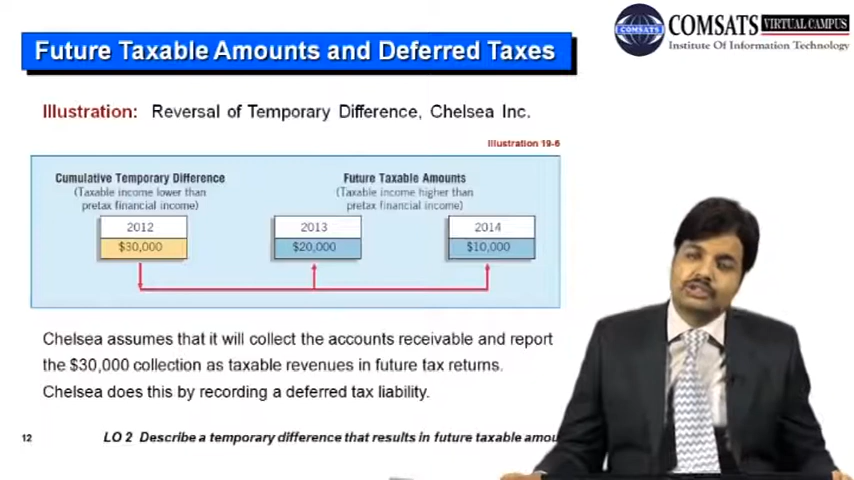 COMSATS VIRTUAL CAMPUS
Institute Of Information Technology
COMSATS
Future Taxable Amounts and Deferred Taxes
Illustration: Reversal of Temporary Difference, Chelsea Inc.
Illustration 19-6
Cumulative Temporary Difference
(Taxable income lower than
pretax financial income)
Future Taxable Amounts
(Taxable income higher than
pretax financial income)
2012
$30,000
2013
$20,000
2014
$10,000
Chelsea assumes that it will collect the accounts receivable and report
the $30,000 collection as taxable revenues in future tax returns.
Chelsea does this by recording a deferred tax liability.
12
LO 2 Describe a temporary difference that results in future taxable amou